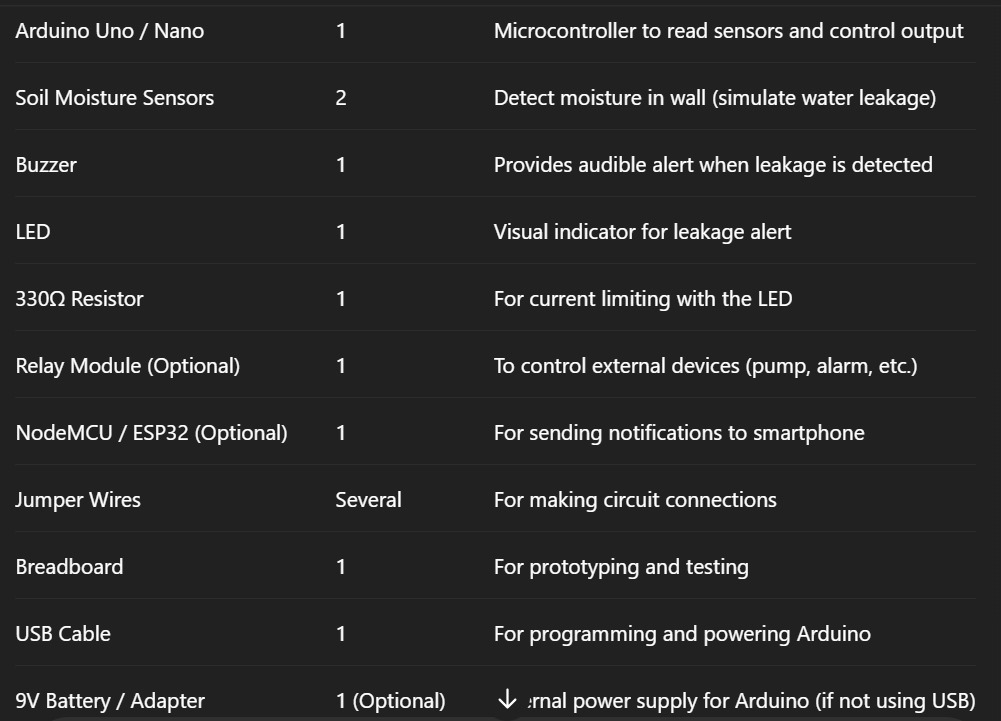 Arduino Uno / Nano 1 Microcontroller to read sensors and control output
Soil Moisture Sensors 2 Detect moisture in wall (simulate water leakage)
Buzzer 1 Provides audible alert when leakage is detected
LED 1 Visual indicator for leakage alert
330Ω Resistor 1 For current limiting with the LED
Relay Module (Optional) 1 To control external devices (pump, alarm, etc.)
NodeMCU / ESP32 (Optional) 1 For sending notifications to smartphone
Jumper Wires Several For making circuit connections
Breadboard 1 For prototyping and testing
USB Cable 1 For programming and powering Arduino
9V Battery / Adapter 1 (Optional) power supply for Arduino (if not using USB)